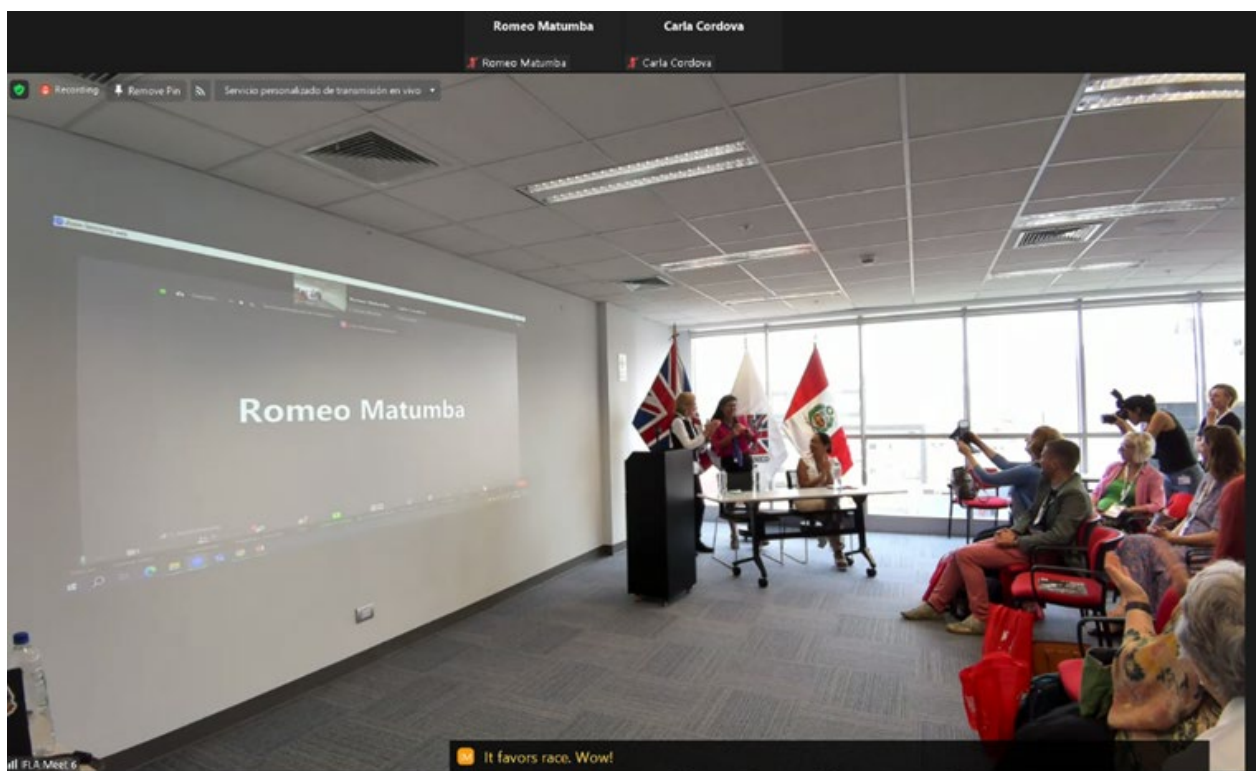 Romeo Matumba
Carla Cordova
Romeo Matumba
Carla Cordova
Recording
Remove Pin
Servicio personalizado de transmisión en vivo
Romeo Matumba
It favors race. Wow!
IFLA Meet 6